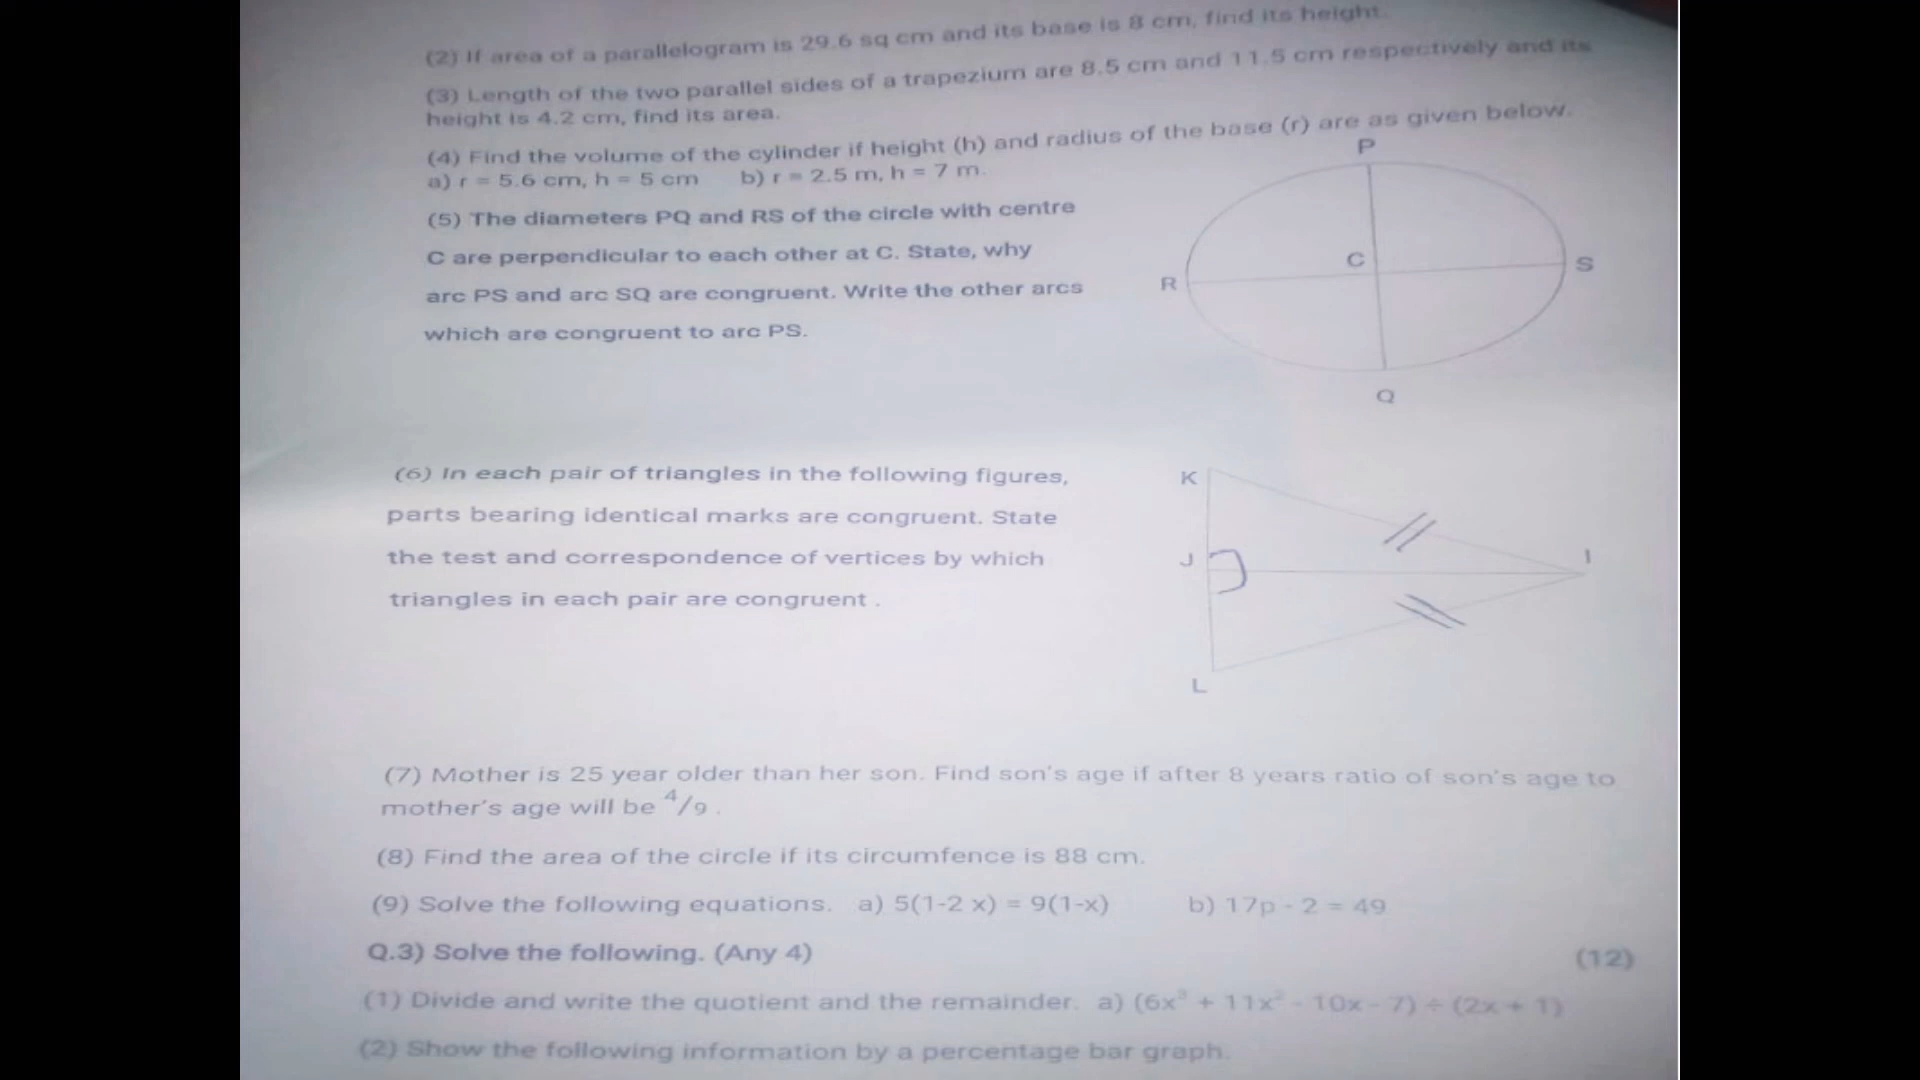 (2) If area of a parallelogram is 29.6 sq cm and its base is 8 cm, find its height.
(3) Length of the two parallel sides of a trapezium are 8.5 cm and 11.5 cm respectively and its
height is 4.2 cm, find its area.
(4) Find the volume of the cylinder if height (h) and radius of the base (r) are as given below.
a) r = 5.6 cm, h = 5 cm b) r = 2.5 m, h = 7 m.
(5) The diameters PQ and RS of the circle with centre
C are perpendicular to each other at C. State, why
arc PS and arc SQ are congruent. Write the other arcs
which are congruent to arc PS.
P
C
S
R
Q
(6) In each pair of triangles in the following figures,
parts bearing identical marks are congruent. State
the test and correspondence of vertices by which
triangles in each pair are congruent .
K
J
I
L
(7) Mother is 25 year older than her son. Find son's age if after 8 years ratio of son's age to
mother's age will be 4/9 .
(8) Find the area of the circle if its circumfence is 88 cm.
(9) Solve the following equations. a) 5(1-2 x) = 9(1-x) b) 17p - 2 = 49
Q.3) Solve the following. (Any 4) (12)
(1) Divide and write the quotient and the remainder. a) (6x³ + 11x² - 10x - 7) ÷ (2x + 1)
(2) Show the following information by a percentage bar graph.